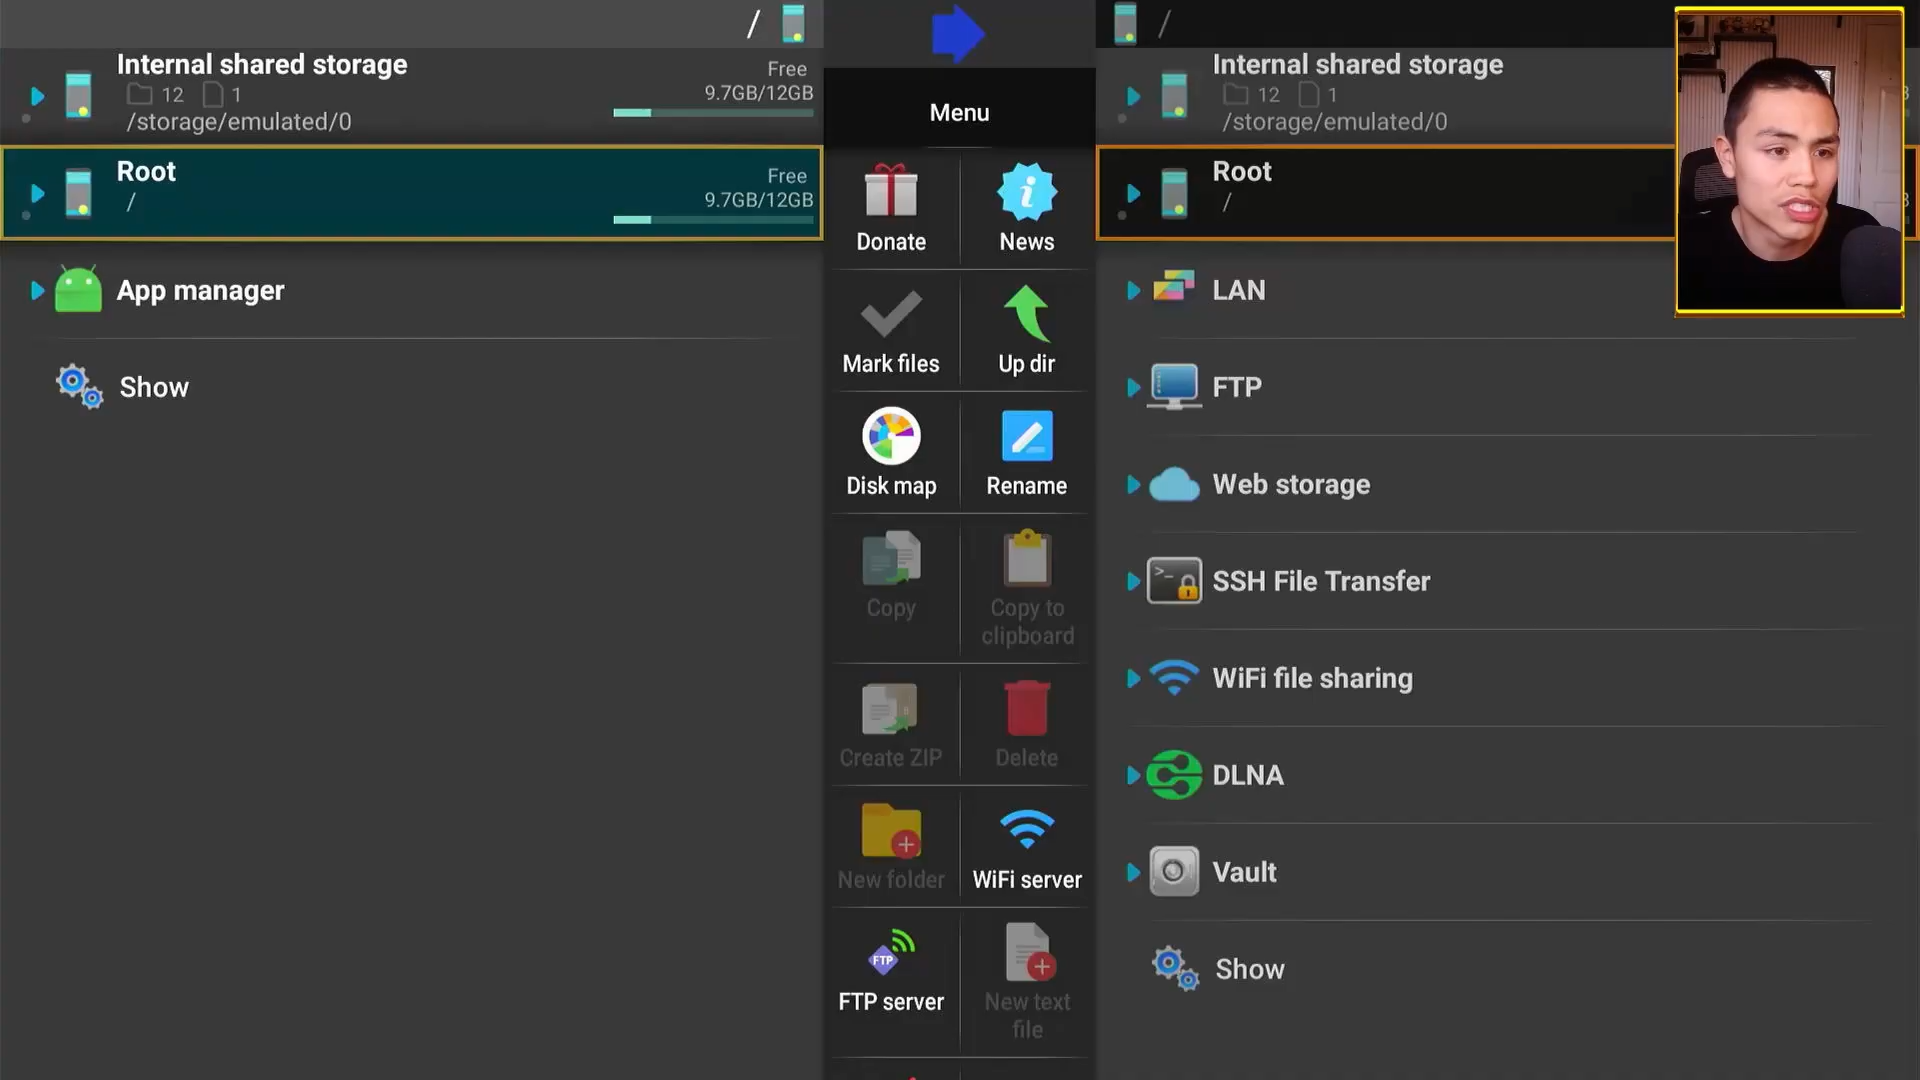 /
Internal shared storage
12 1
/storage/emulated/0
Free
9.7GB/12GB
Root
/
Free
9.7GB/12GB
App manager
Show
Menu
Donate
News
Mark files
Up dir
Disk map
Rename
Copy
Copy to
clipboard
Create ZIP
Delete
New folder
WiFi server
FTP
FTP server
New text
file
/
Internal shared storage
12 1
/storage/emulated/0
Root
/
LAN
FTP
Web storage
SSH File Transfer
WiFi file sharing
DLNA
Vault
Show